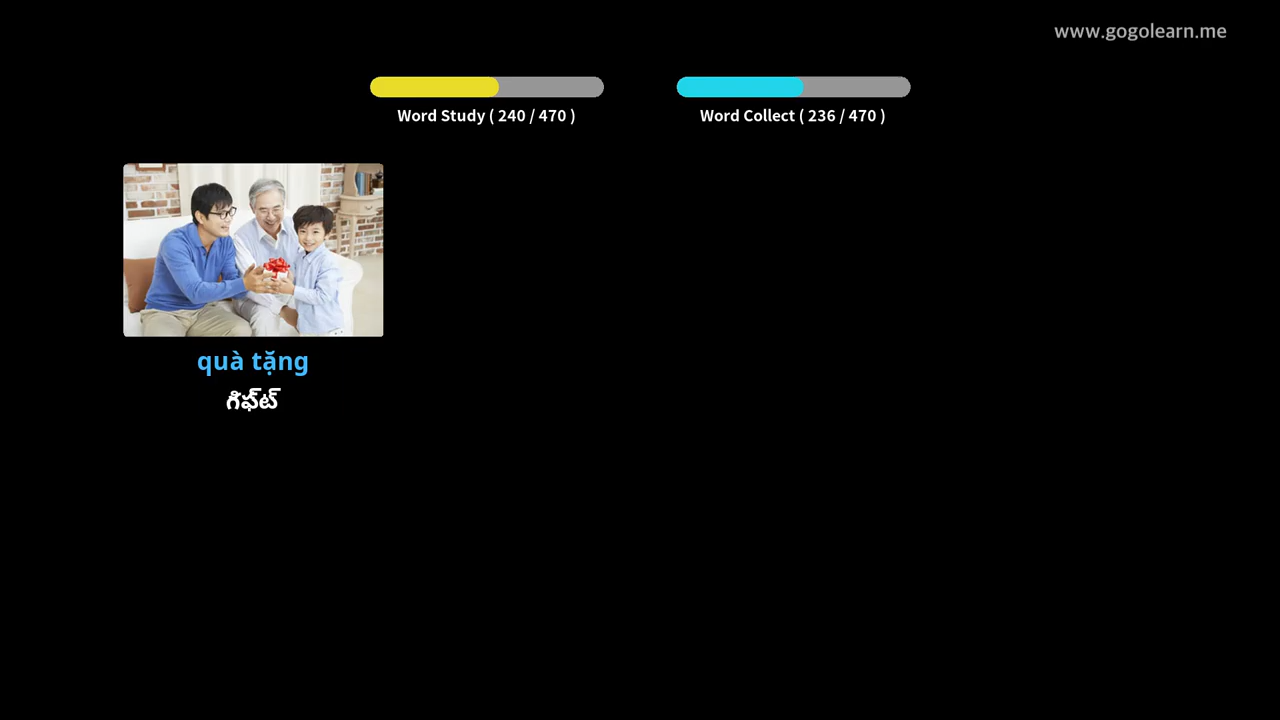 www.gogolearn.me
Word Study ( 240 / 470 )
Word Collect ( 236 / 470 )
quà tặng
గిఫ్ట్